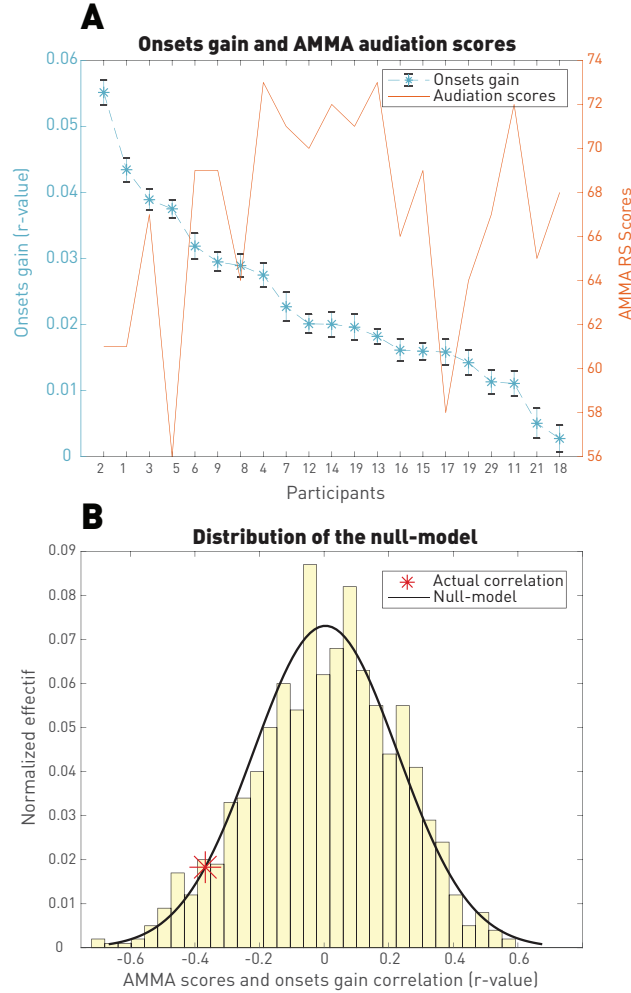 A
Onsets gain and AMMA audiation scores
0.06
0.05
0.04
0.03
0.02
0.01
0
Onsets gain (r-value)
Onsets gain
Audiation scores
74
72
70
68
66
64
62
61
60
58
56
AMMA RS Scores
2 1 3 5 6 9 8 4 7 12 14 19 13 16 15 17 19 29 11 21 18
Participants
B
Distribution of the null-model
0.09
0.08
0.07
0.06
0.05
0.04
0.03
0.02
0.01
0
Normalized effectif
Actual correlation
Null-model
-0.6 -0.4 -0.2 0 0.2 0.4 0.6
AMMA scores and onsets gain correlation (r-value)